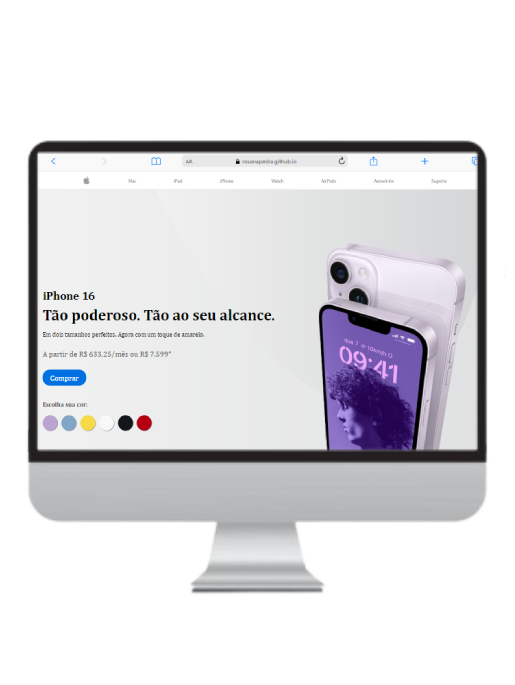 AA rosanapedra.github.io
Mac iPad iPhone Watch AirPods Acessórios Suporte
iPhone 16
Tão poderoso. Tão ao seu alcance.
Em dois tamanhos perfeitos. Agora com um toque de amarelo.
A partir de R$ 633,25/mês ou R$ 7.599*
Comprar
Escolha sua cor:
09:41